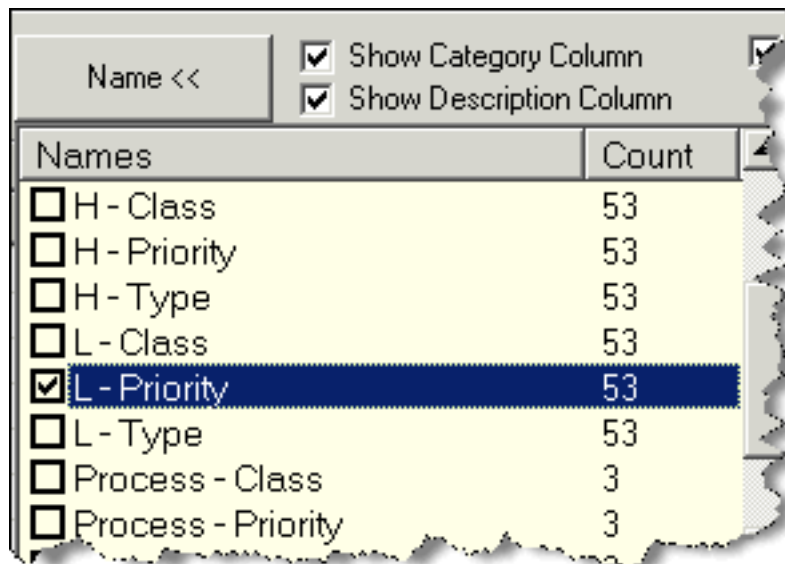 Name <<
Show Category Column
Show Description Column
Names Count
H - Class 53
H - Priority 53
H - Type 53
L - Class 53
L - Priority 53
L - Type 53
Process - Class 3
Process - Priority 3